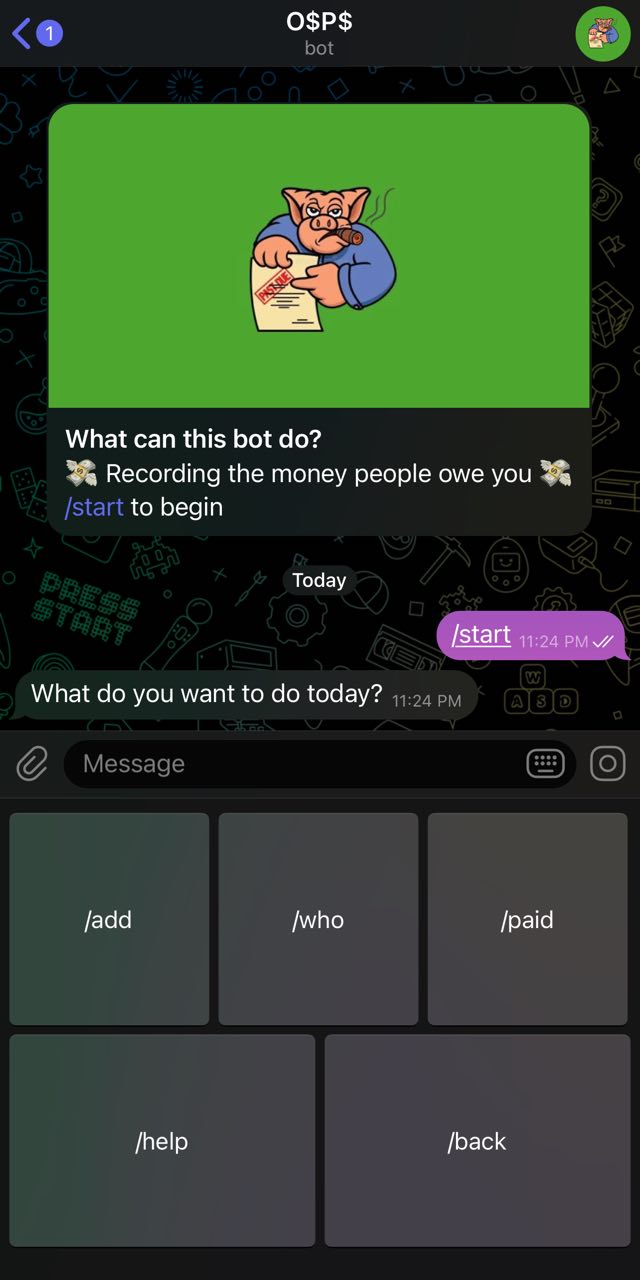 1
O$P$
bot
PAST DUE
What can this bot do?
💸 Recording the money people owe you 💸
/start to begin
Today
PRESS
START
/start 11:24 PM
What do you want to do today? 11:24 PM
W
A S D
Message
/add
/who
/paid
/help
/back